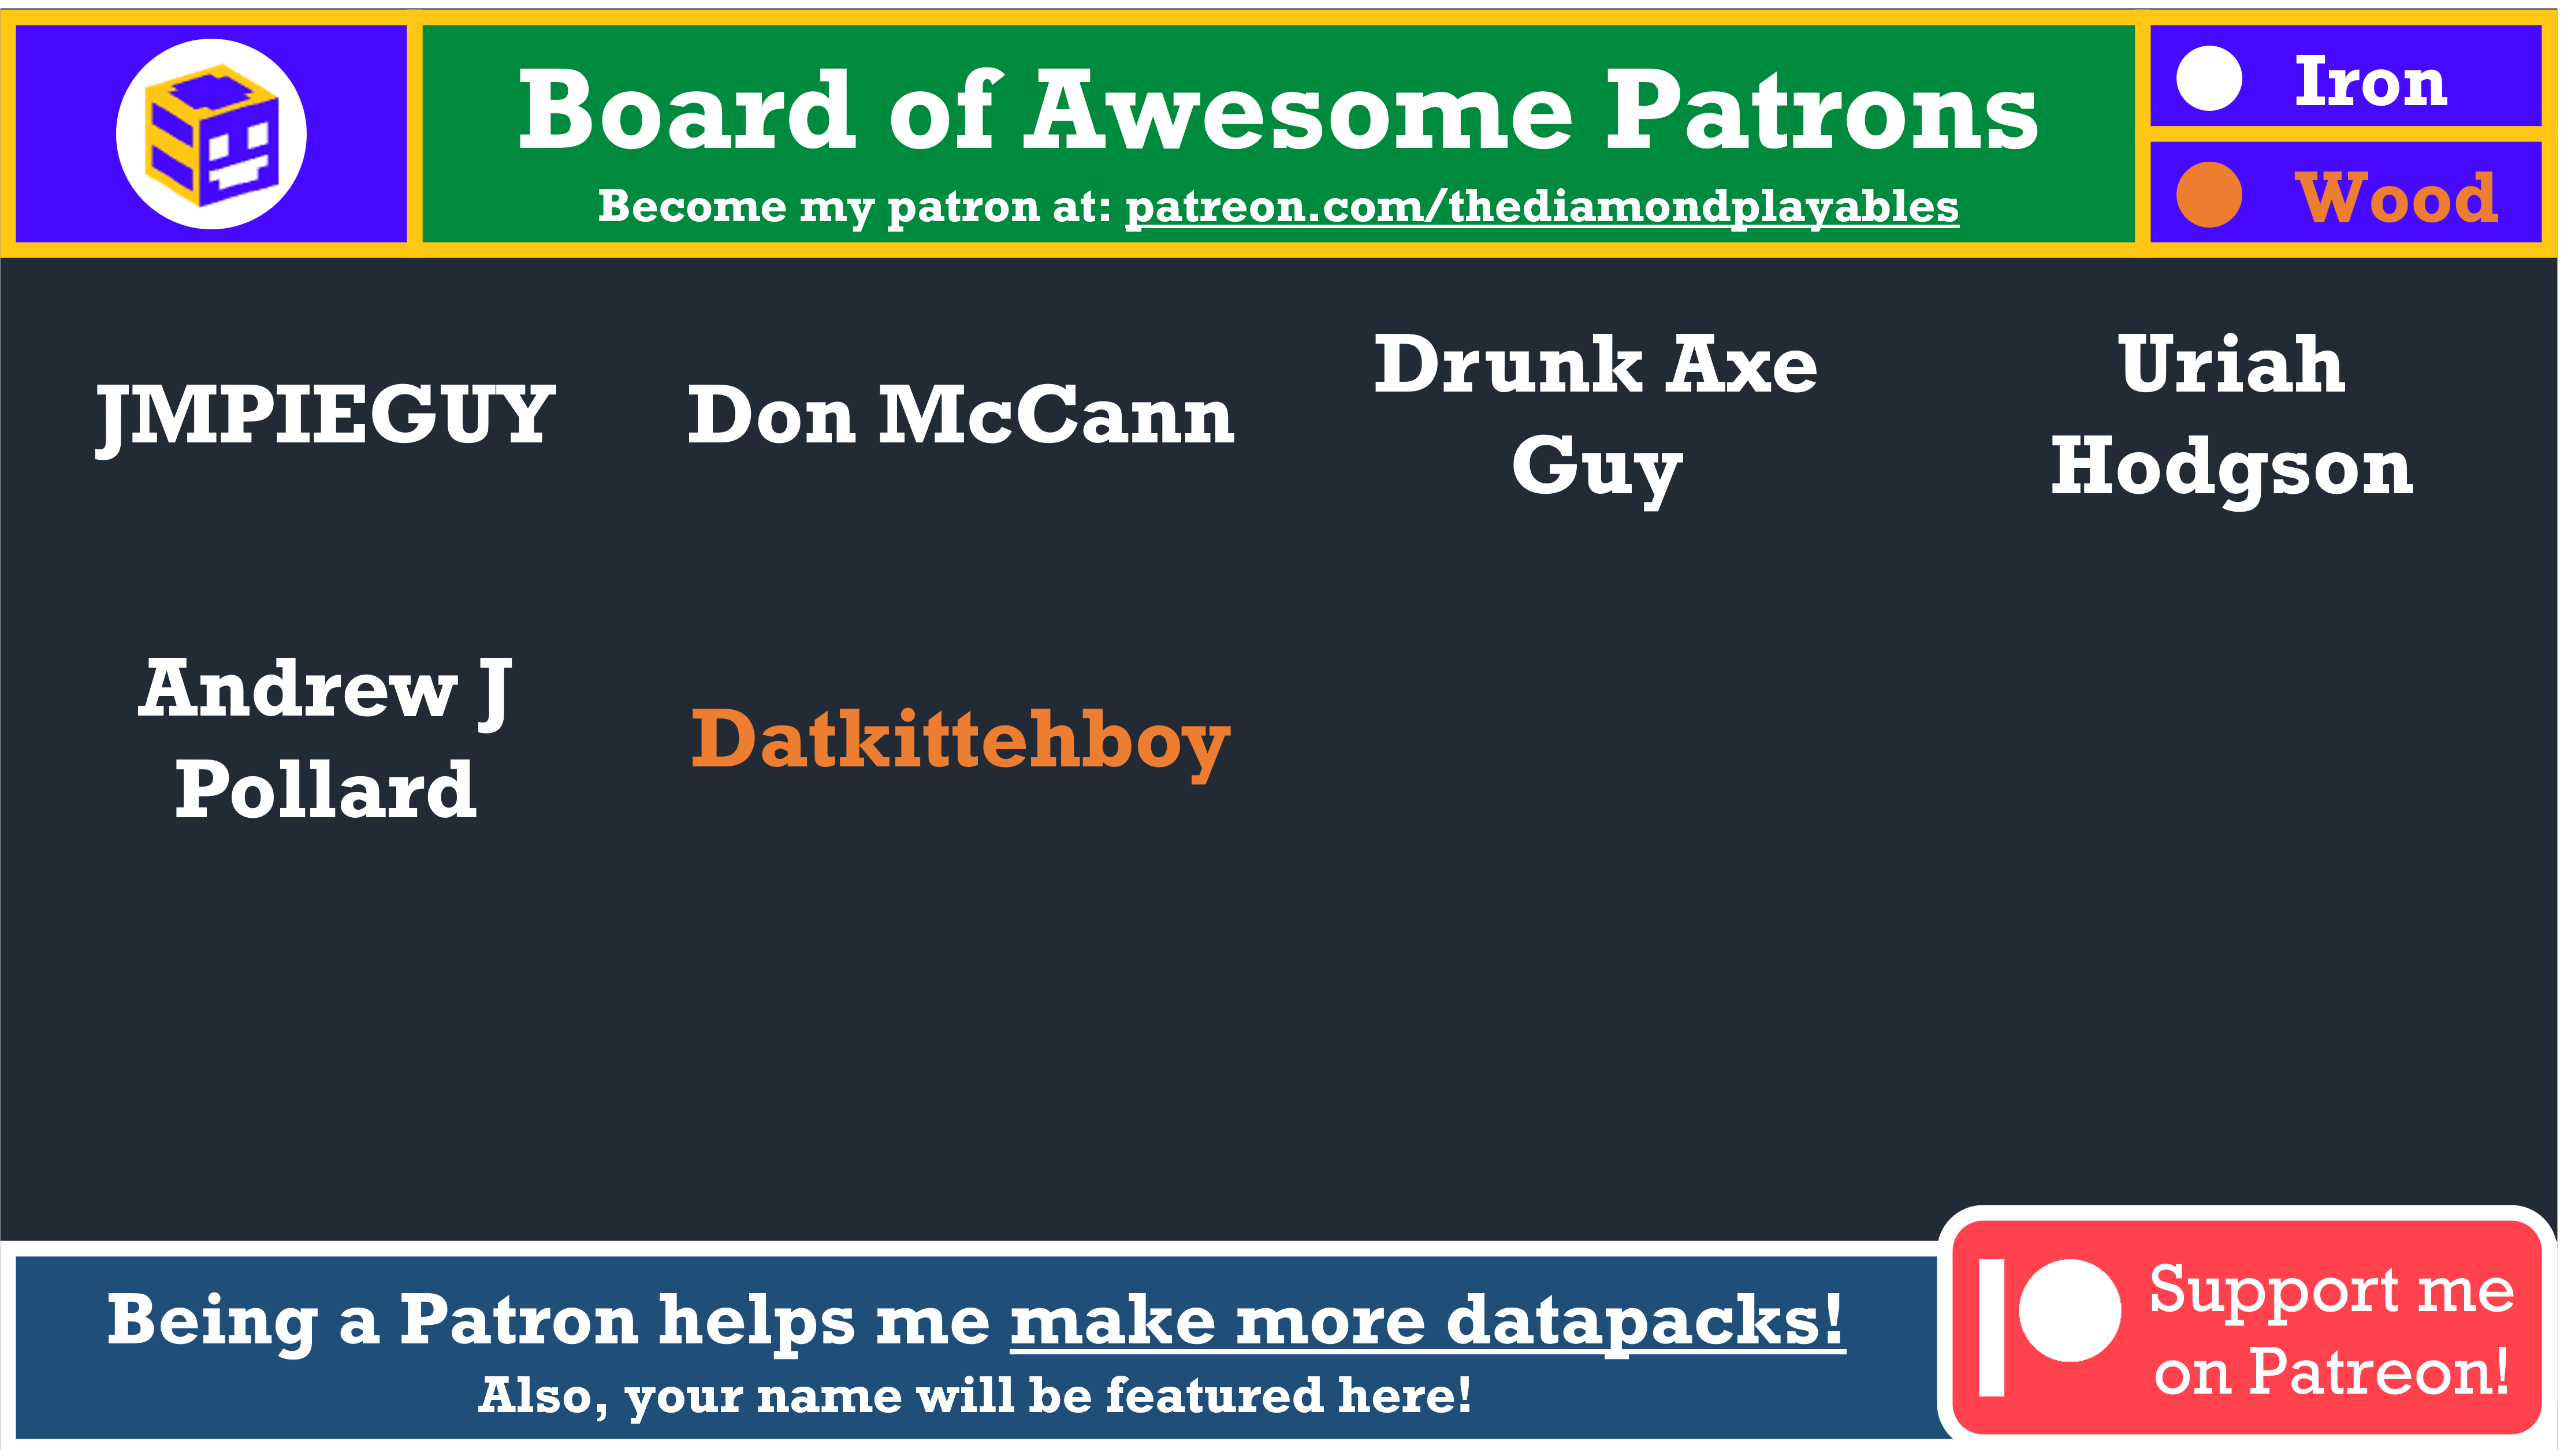 Board of Awesome Patrons
Become my patron at: patreon.com/thediamondplayables
Iron
Wood
JMPIEGUY
Don McCann
Drunk Axe
Guy
Uriah
Hodgson
Andrew J
Pollard
Datkittehboy
Being a Patron helps me make more datapacks!
Also, your name will be featured here!
Support me
on Patreon!